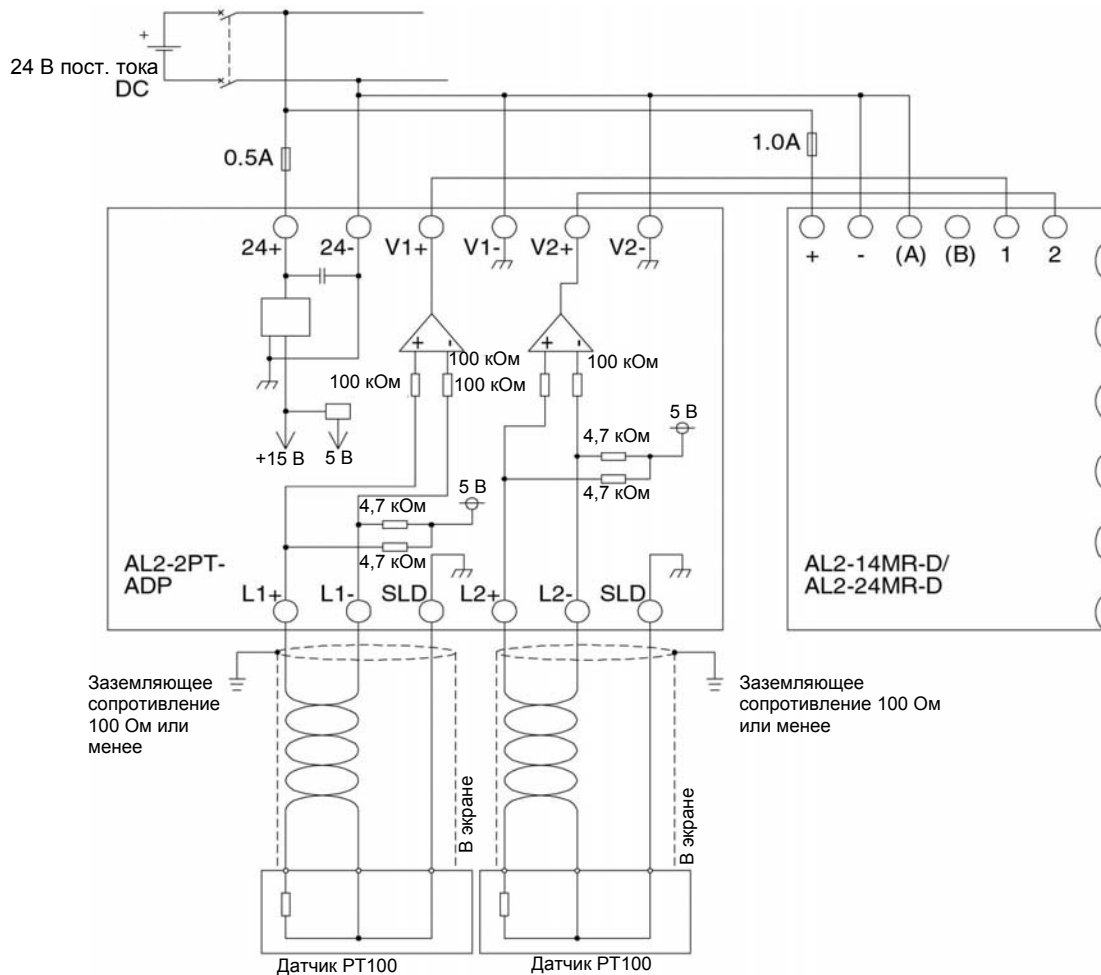 24 В пост. тока
DC
+
0.5A
1.0A
24+ 24- V1+ V1- V2+ V2-
+ - (A) (B) 1 2
+ -
+ -
100 кОм
100 кОм
100 кОм 100 кОм
+15 В 5 В
5 В
4,7 кОм
4,7 кОм
5 В
4,7 кОм
4,7 кОм
AL2-2PT-
ADP
AL2-14MR-D/
AL2-24MR-D
L1+ L1- SLD L2+ L2- SLD
Заземляющее
сопротивление
100 Ом или
менее
Заземляющее
сопротивление 100 Ом
или менее
В экране
В экране
Датчик PT100
Датчик PT100